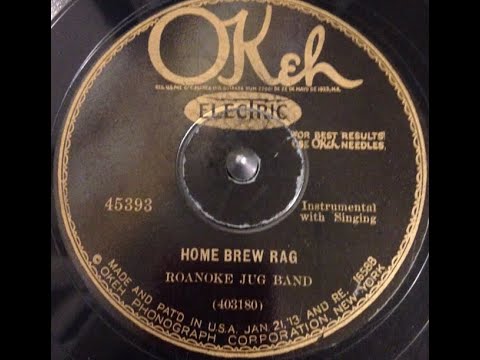 OKeh
ELECTRIC
FOR BEST RESULTS
USE OKeh NEEDLES
45393
Instrumental
with Singing
HOME BREW RAG
ROANOKE JUG BAND
(403180)
MADE AND PAT'D IN U.S.A. JAN. 21, '13 AND RE. 16588
© OKEH PHONOGRAPH CORPORATION, NEW YORK